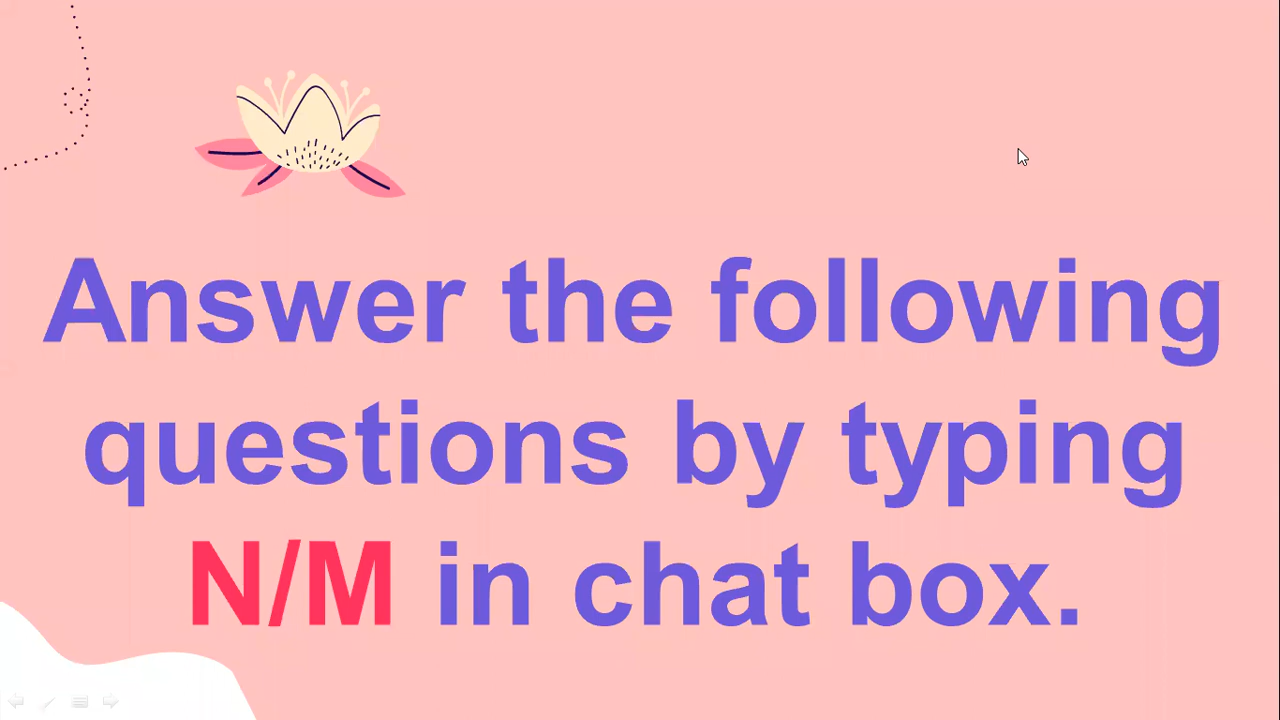 Answer the following
questions by typing
N/M in chat box.